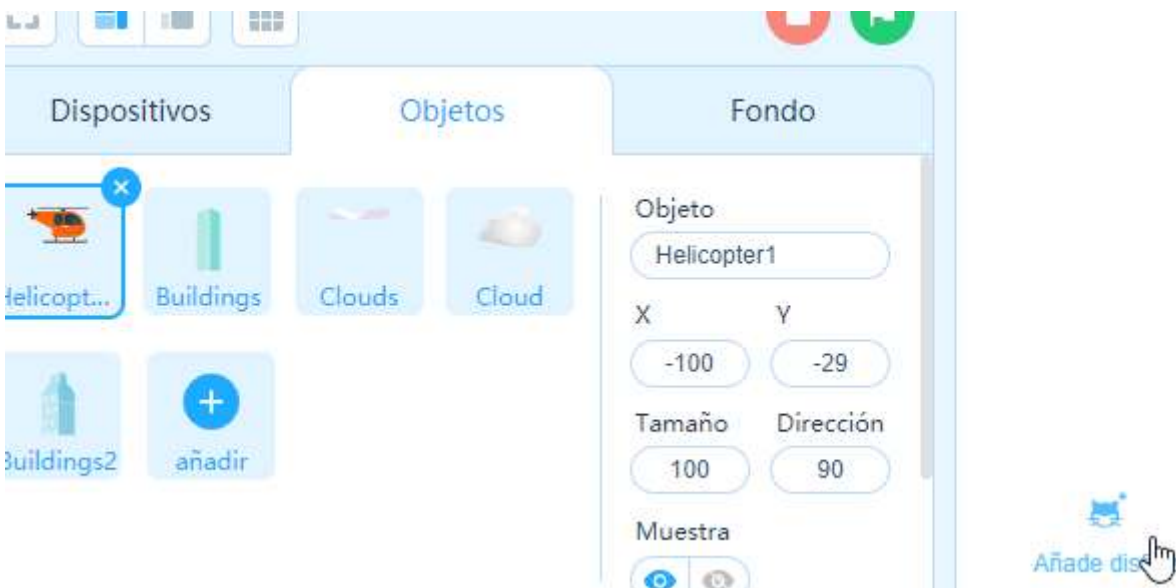 Dispositivos Objetos Fondo
Objeto
Helicopter1
Helicopt... Buildings Clouds Cloud
X Y
-100 -29
Tamaño Dirección
Buildings2 añadir
100 90
Muestra
Añade